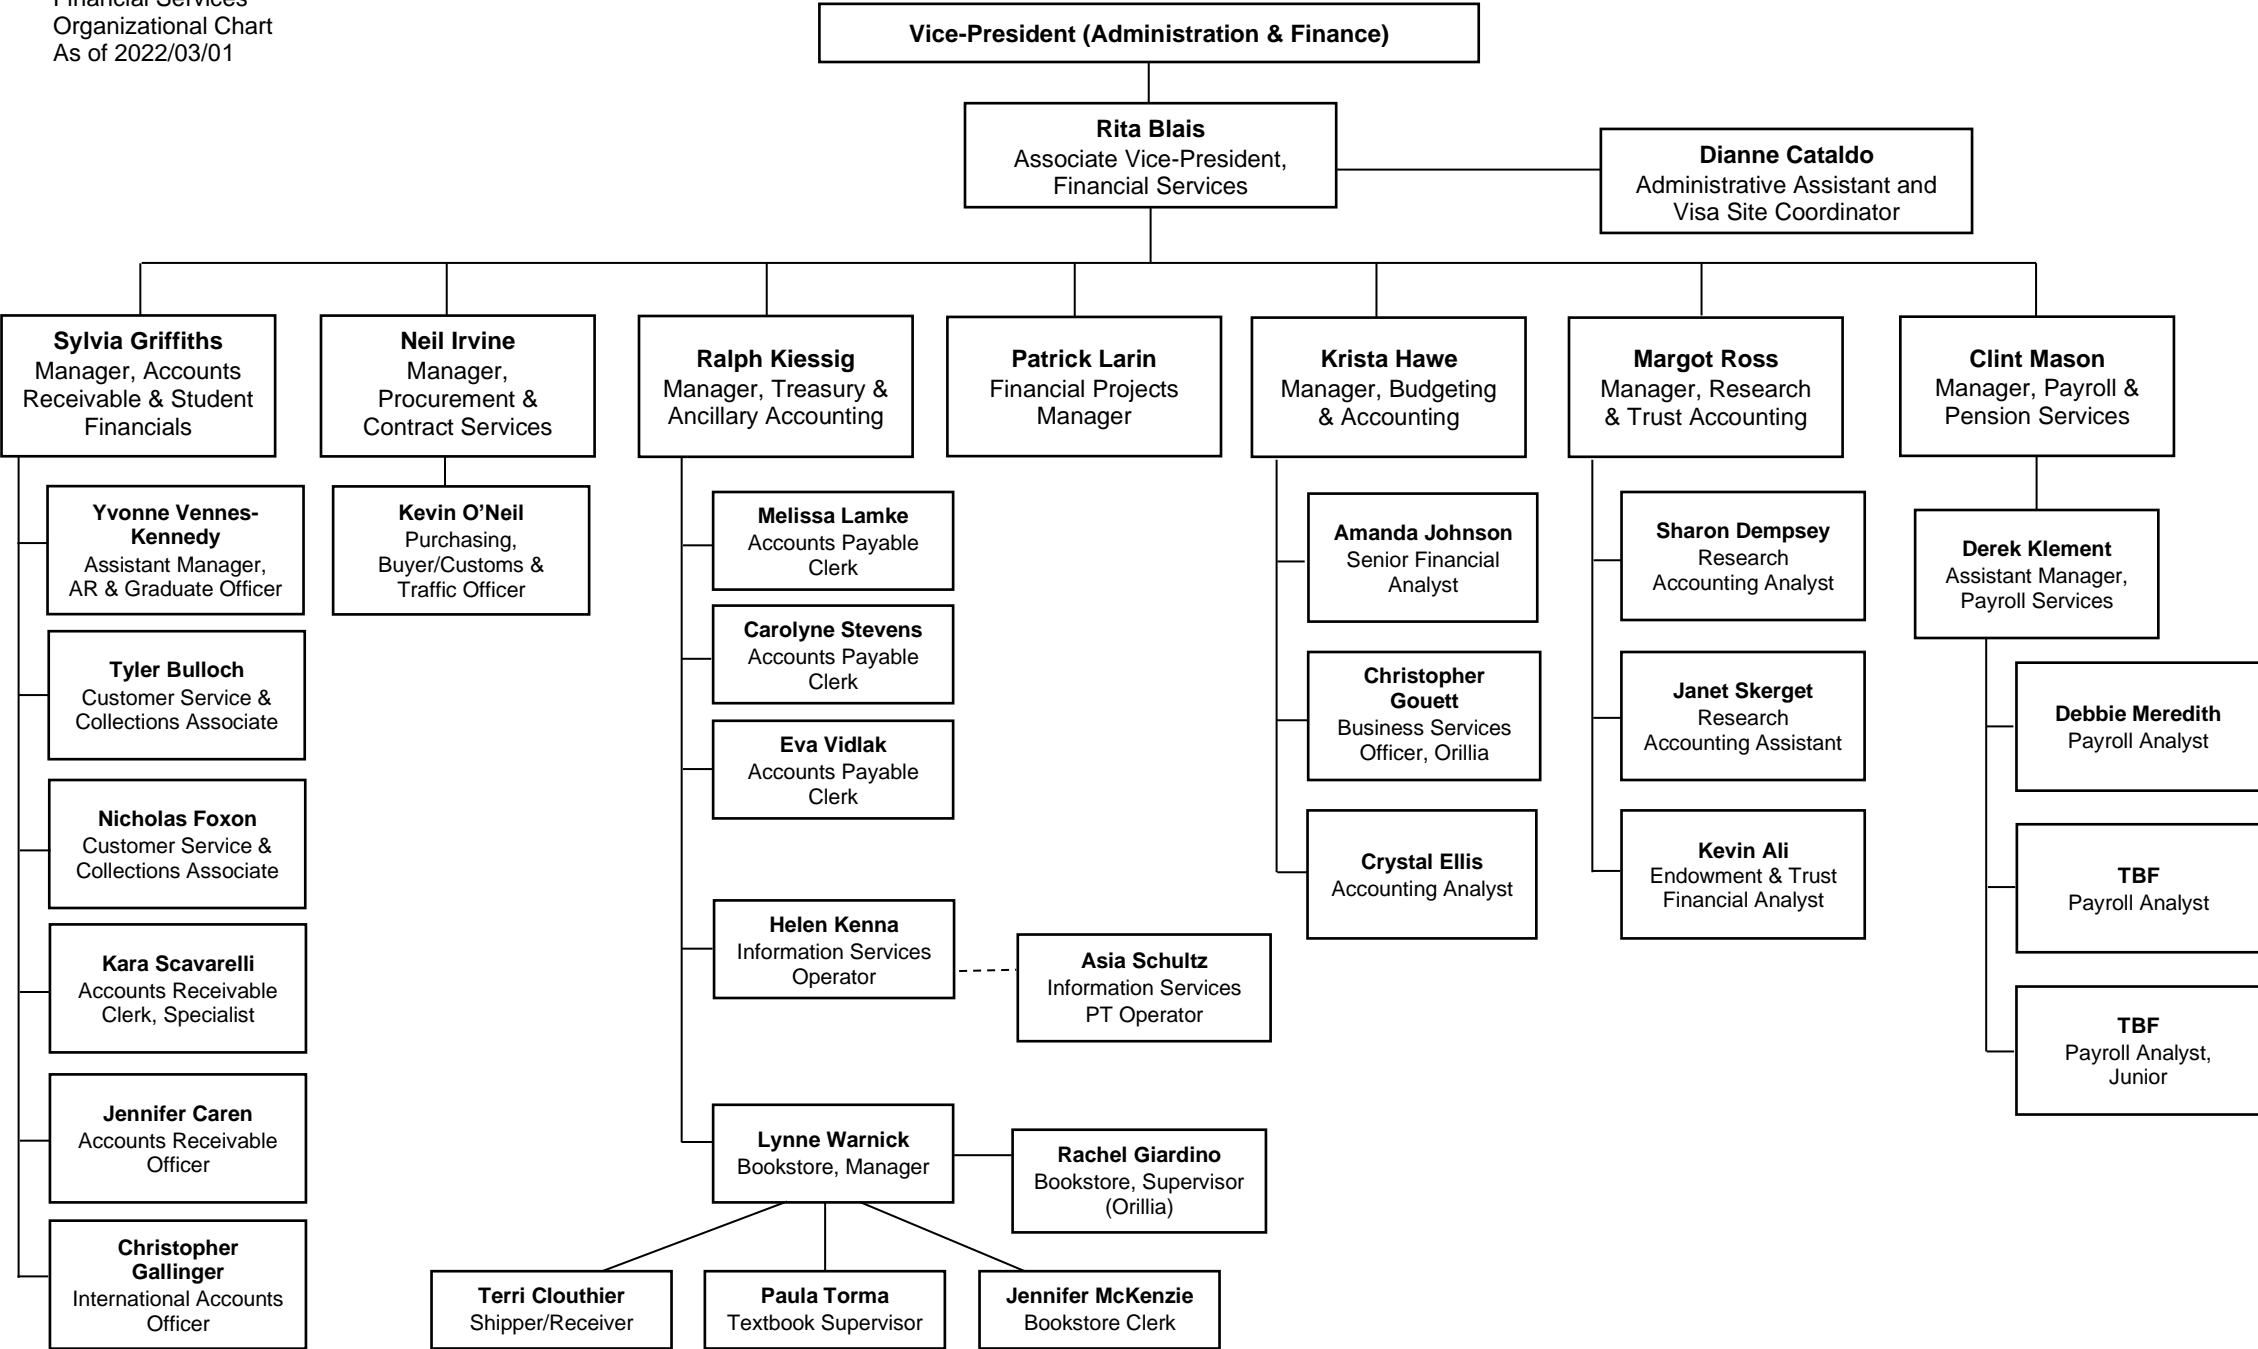 Financial Services
Organizational Chart
As of 2022/03/01
Vice-President (Administration & Finance)
Rita Blais
Associate Vice-President,
Financial Services
Dianne Cataldo
Administrative Assistant and
Visa Site Coordinator
Sylvia Griffiths
Manager, Accounts
Receivable & Student
Financials
Neil Irvine
Manager,
Procurement &
Contract Services
Ralph Kiessig
Manager, Treasury &
Ancillary Accounting
Patrick Larin
Financial Projects
Manager
Krista Hawe
Manager, Budgeting
& Accounting
Margot Ross
Manager, Research
& Trust Accounting
Clint Mason
Manager, Payroll &
Pension Services
Yvonne Vennes-
Kennedy
Assistant Manager,
AR & Graduate Officer
Tyler Bulloch
Customer Service &
Collections Associate
Nicholas Foxon
Customer Service &
Collections Associate
Kara Scavarelli
Accounts Receivable
Clerk, Specialist
Jennifer Caren
Accounts Receivable
Officer
Christopher
Gallinger
International Accounts
Officer
Kevin O’Neil
Purchasing,
Buyer/Customs &
Traffic Officer
Melissa Lamke
Accounts Payable
Clerk
Carolyne Stevens
Accounts Payable
Clerk
Eva Vidlak
Accounts Payable
Clerk
Helen Kenna
Information Services
Operator
Asia Schultz
Information Services
PT Operator
Lynne Warnick
Bookstore, Manager
Rachel Giardino
Bookstore, Supervisor
(Orillia)
Terri Clouthier
Shipper/Receiver
Paula Torma
Textbook Supervisor
Jennifer McKenzie
Bookstore Clerk
Amanda Johnson
Senior Financial
Analyst
Christopher
Gouett
Business Services
Officer, Orillia
Crystal Ellis
Accounting Analyst
Sharon Dempsey
Research
Accounting Analyst
Janet Skerget
Research
Accounting Assistant
Kevin Ali
Endowment & Trust
Financial Analyst
Derek Klement
Assistant Manager,
Payroll Services
Debbie Meredith
Payroll Analyst
TBF
Payroll Analyst
TBF
Payroll Analyst,
Junior